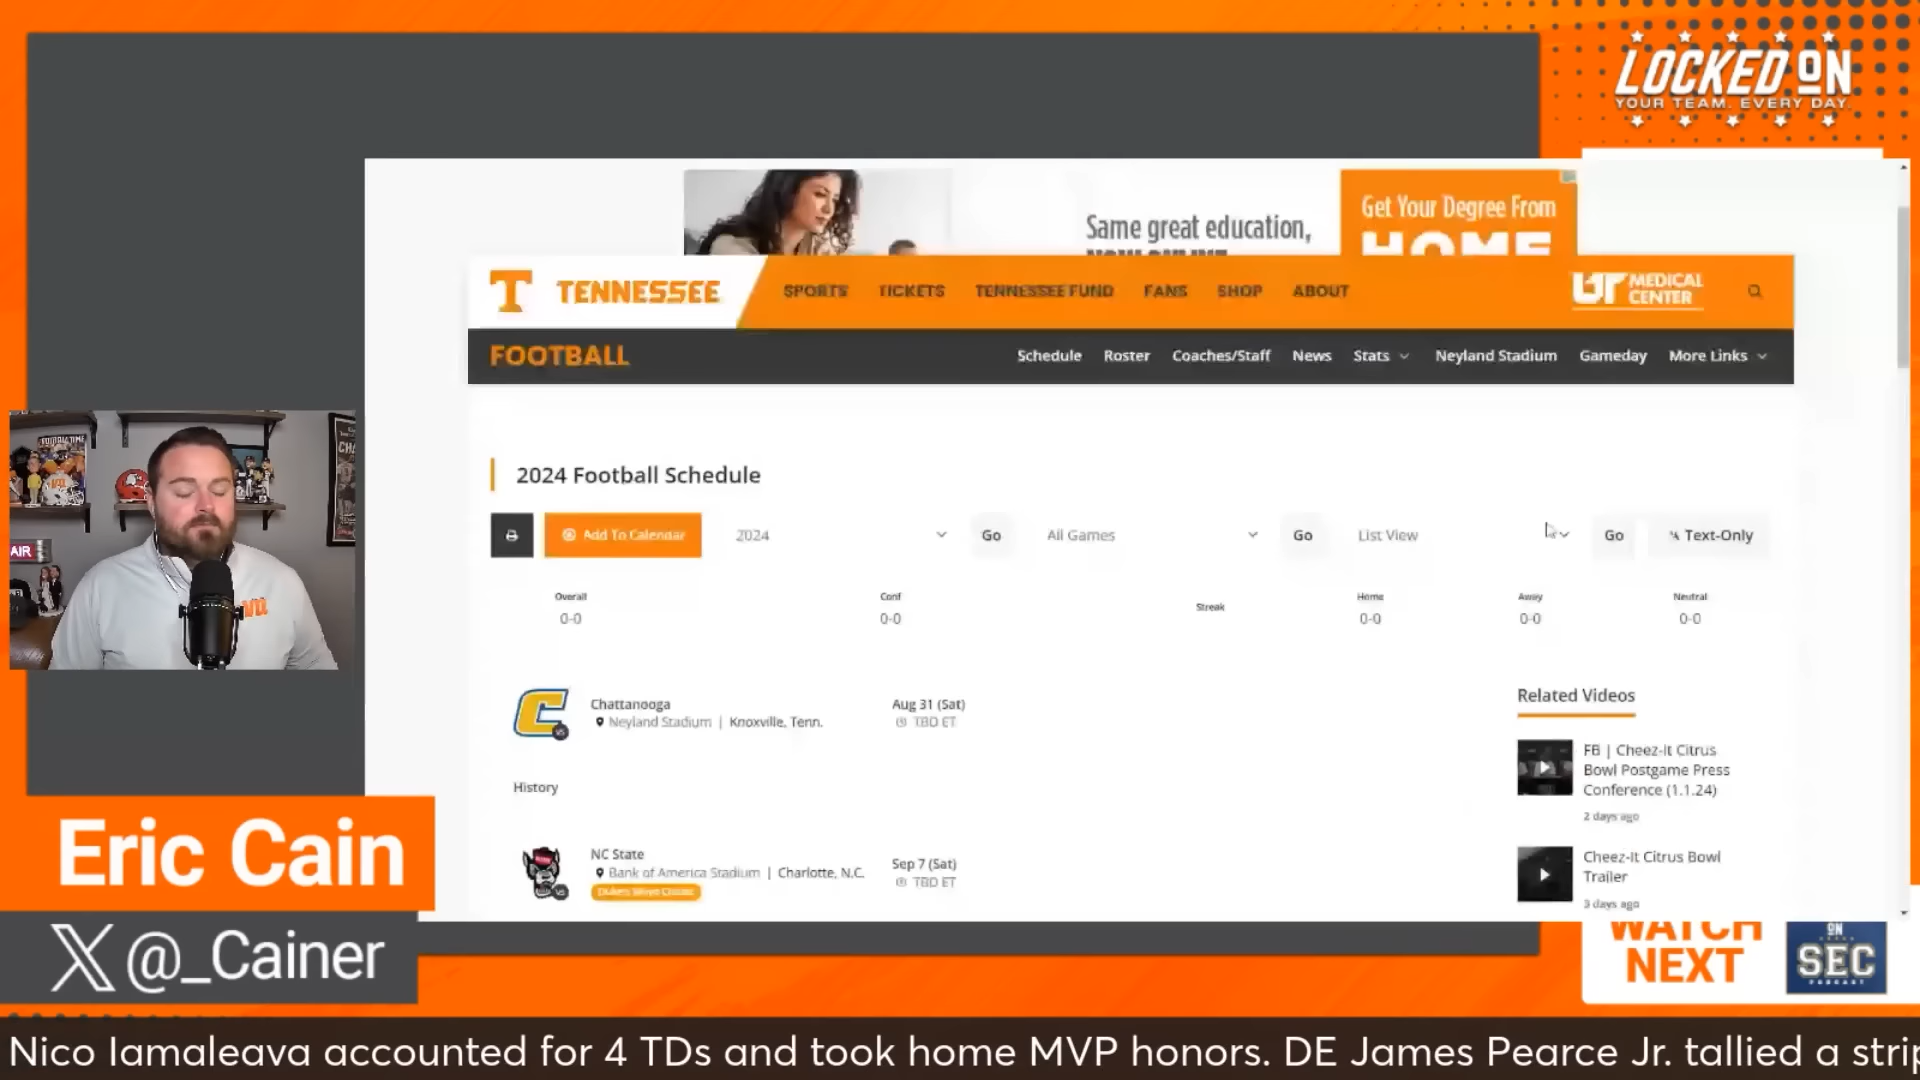 LOCKED ON
YOUR TEAM. EVERY DAY.
Same great education,
Get Your Degree From
HOME
T TENNESSEE
SPORTS TICKETS TENNESSEE FUND FANS SHOP ABOUT
UT MEDICAL CENTER
FOOTBALL
Schedule Roster Coaches/Staff News Stats Neyland Stadium Gameday More Links
2024 Football Schedule
Add To Calendar 2024 Go All Games Go List View Go Text-Only
Overall Conf Streak Home Away Neutral
0-0 0-0 0-0 0-0 0-0
C
Chattanooga
Neyland Stadium | Knoxville, Tenn.
Aug 31 (Sat)
TBD ET
History
NC State
Bank of America Stadium | Charlotte, N.C.
Sep 7 (Sat)
TBD ET
Related Videos
FB | Cheez-It Citrus
Bowl Postgame Press
Conference (1.1.24)
2 days ago
Cheez-It Citrus Bowl
Trailer
3 days ago
AIR
Eric Cain
X @_Cainer
WATCH
NEXT
ON
SEC
PODCAST
Nico Iamaleava accounted for 4 TDs and took home MVP honors. DE James Pearce Jr. tallied a strip